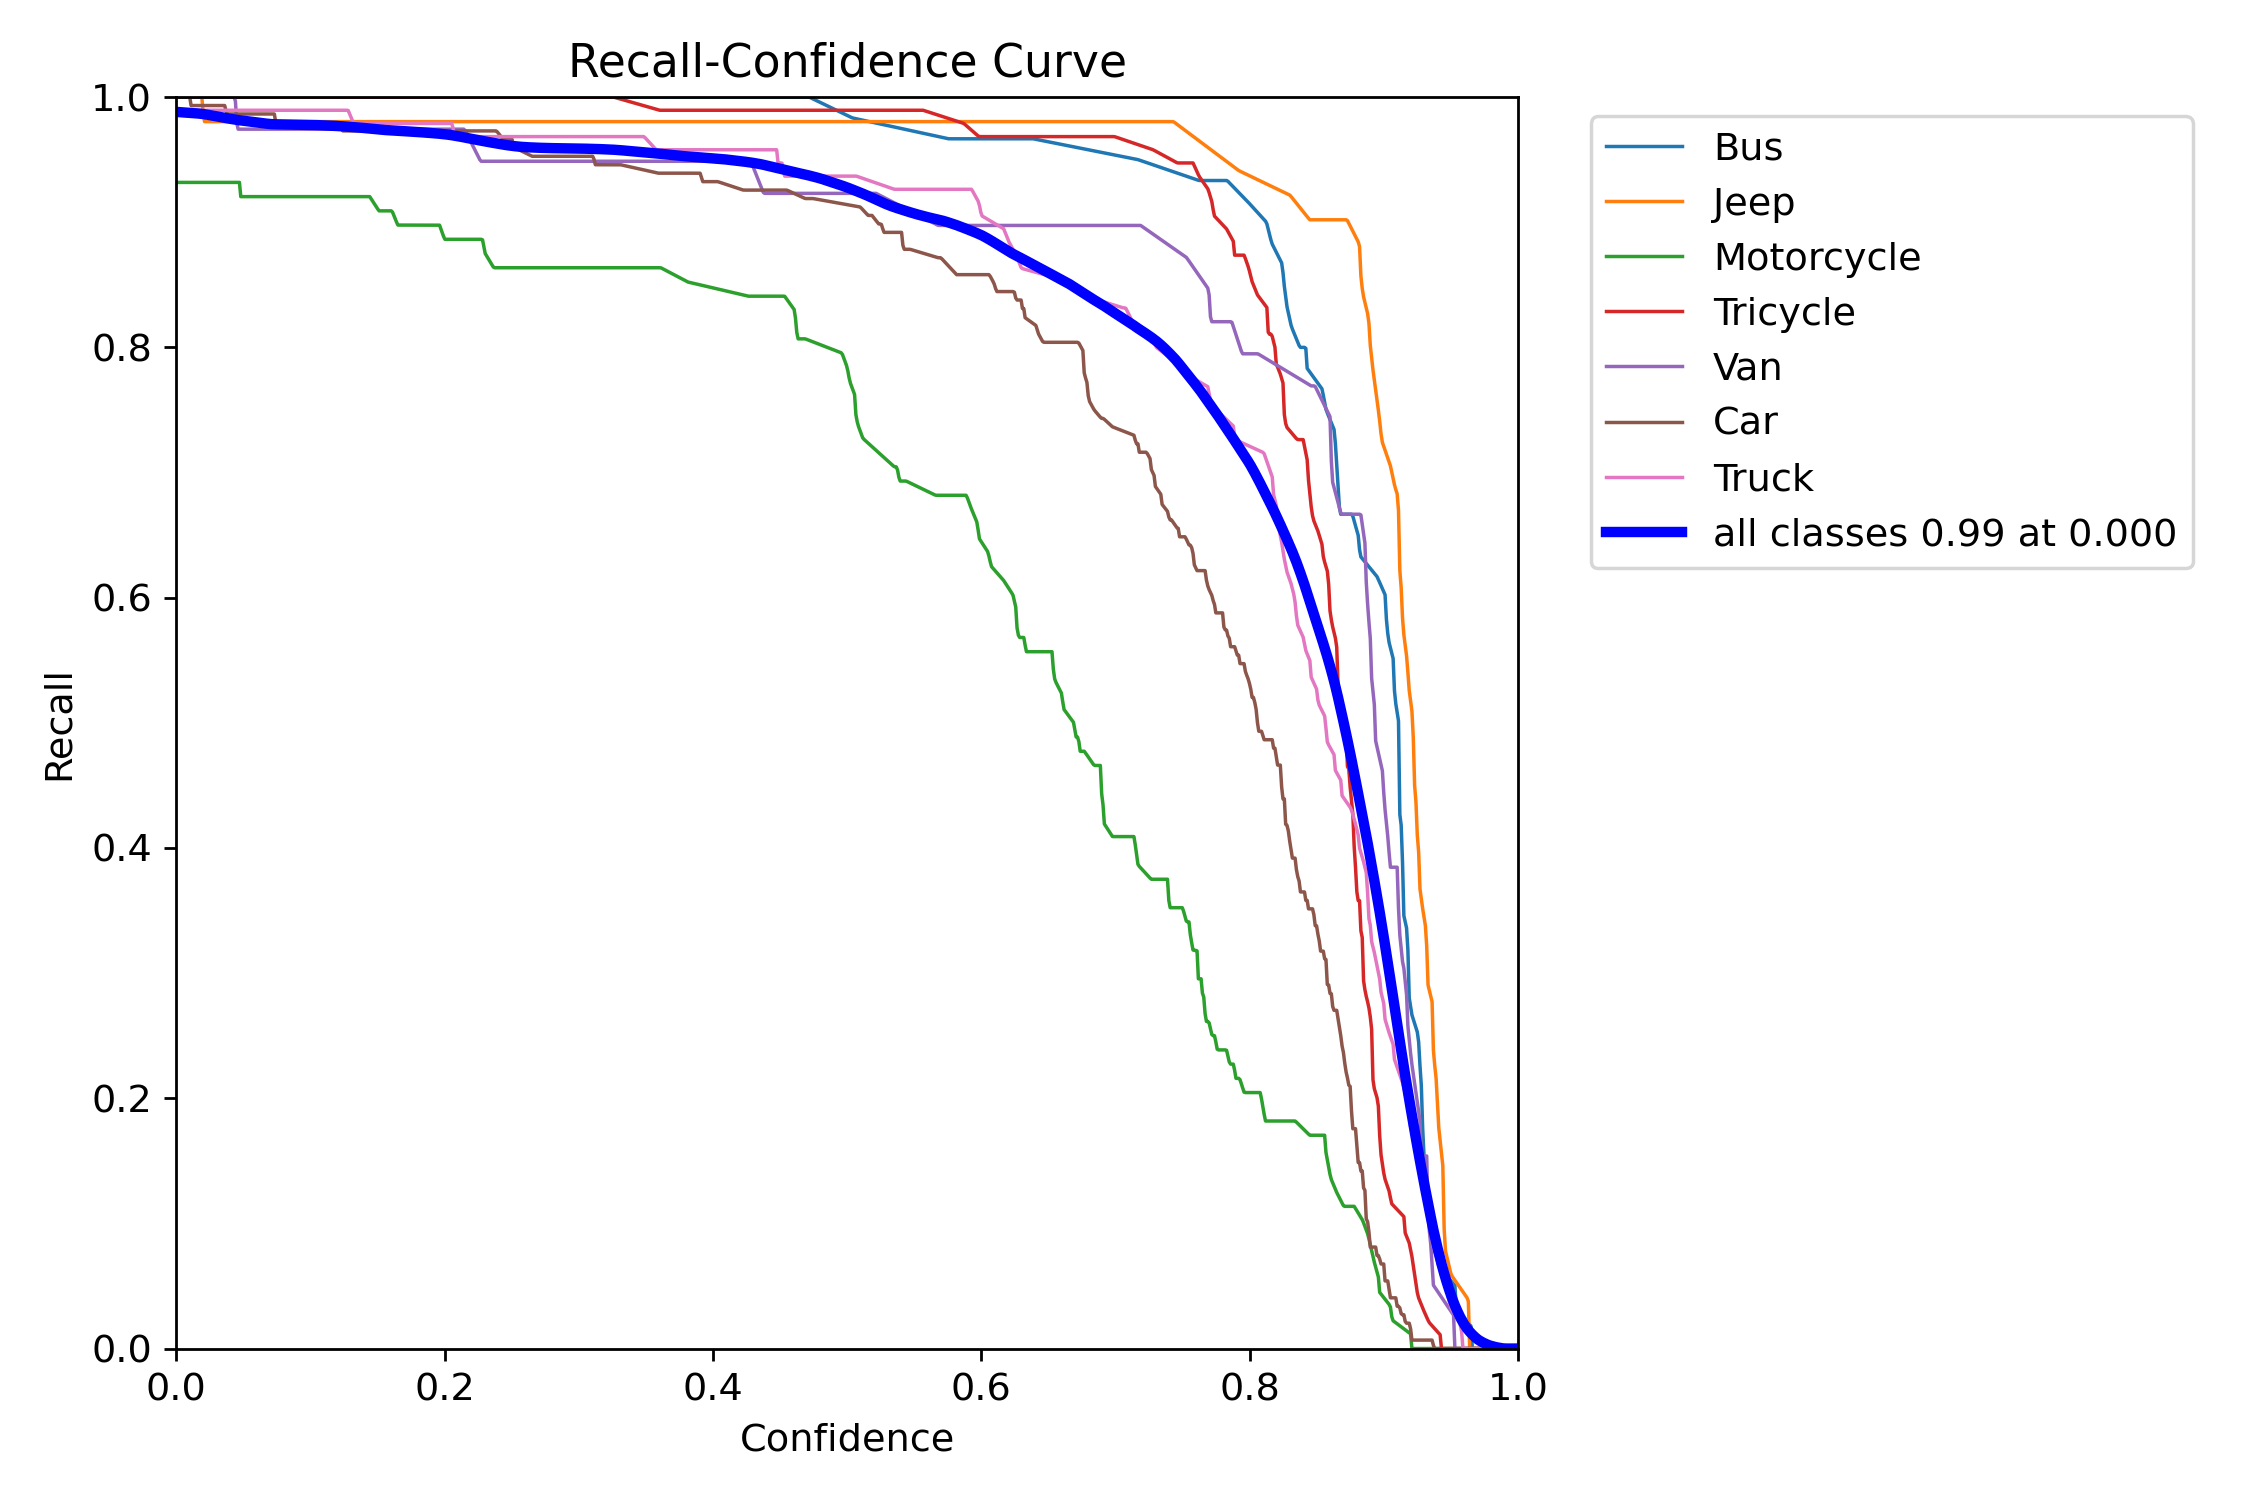 Recall-Confidence Curve
1.0
0.8
0.6
0.4
0.2
0.0
Recall
0.0 0.2 0.4 0.6 0.8 1.0
Confidence
Bus
Jeep
Motorcycle
Tricycle
Van
Car
Truck
all classes 0.99 at 0.000